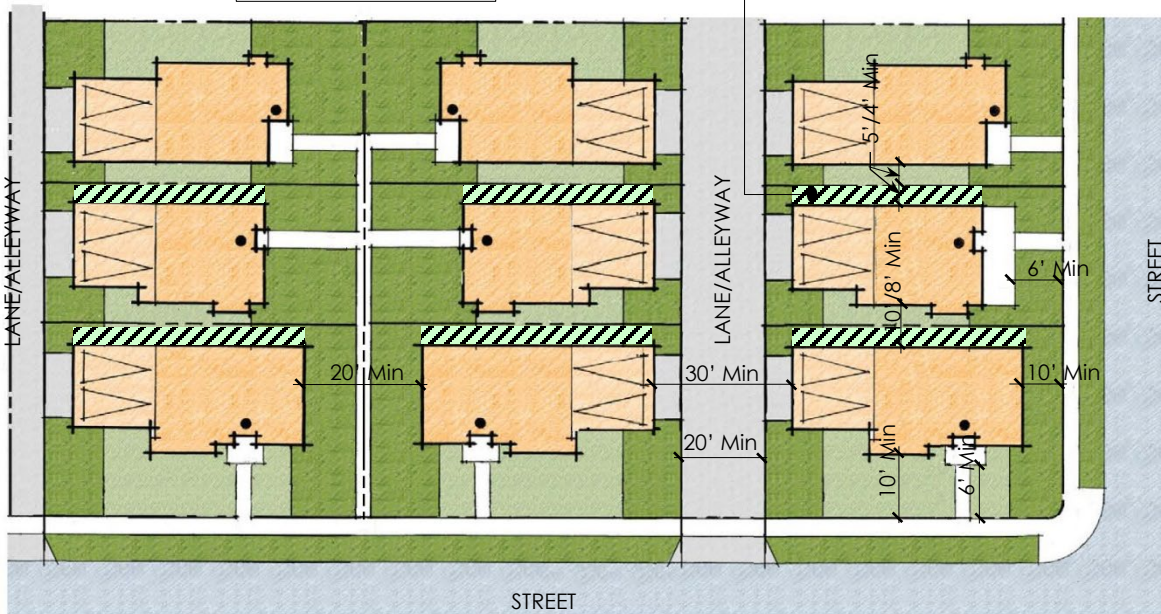 5'/4' Min
LANE/ALLEYWAY
LANE/ALLEYWAY
STREET
6' Min
10'/8' Min
20' Min
30' Min
10' Min
20' Min
10' Min
6' Min
STREET